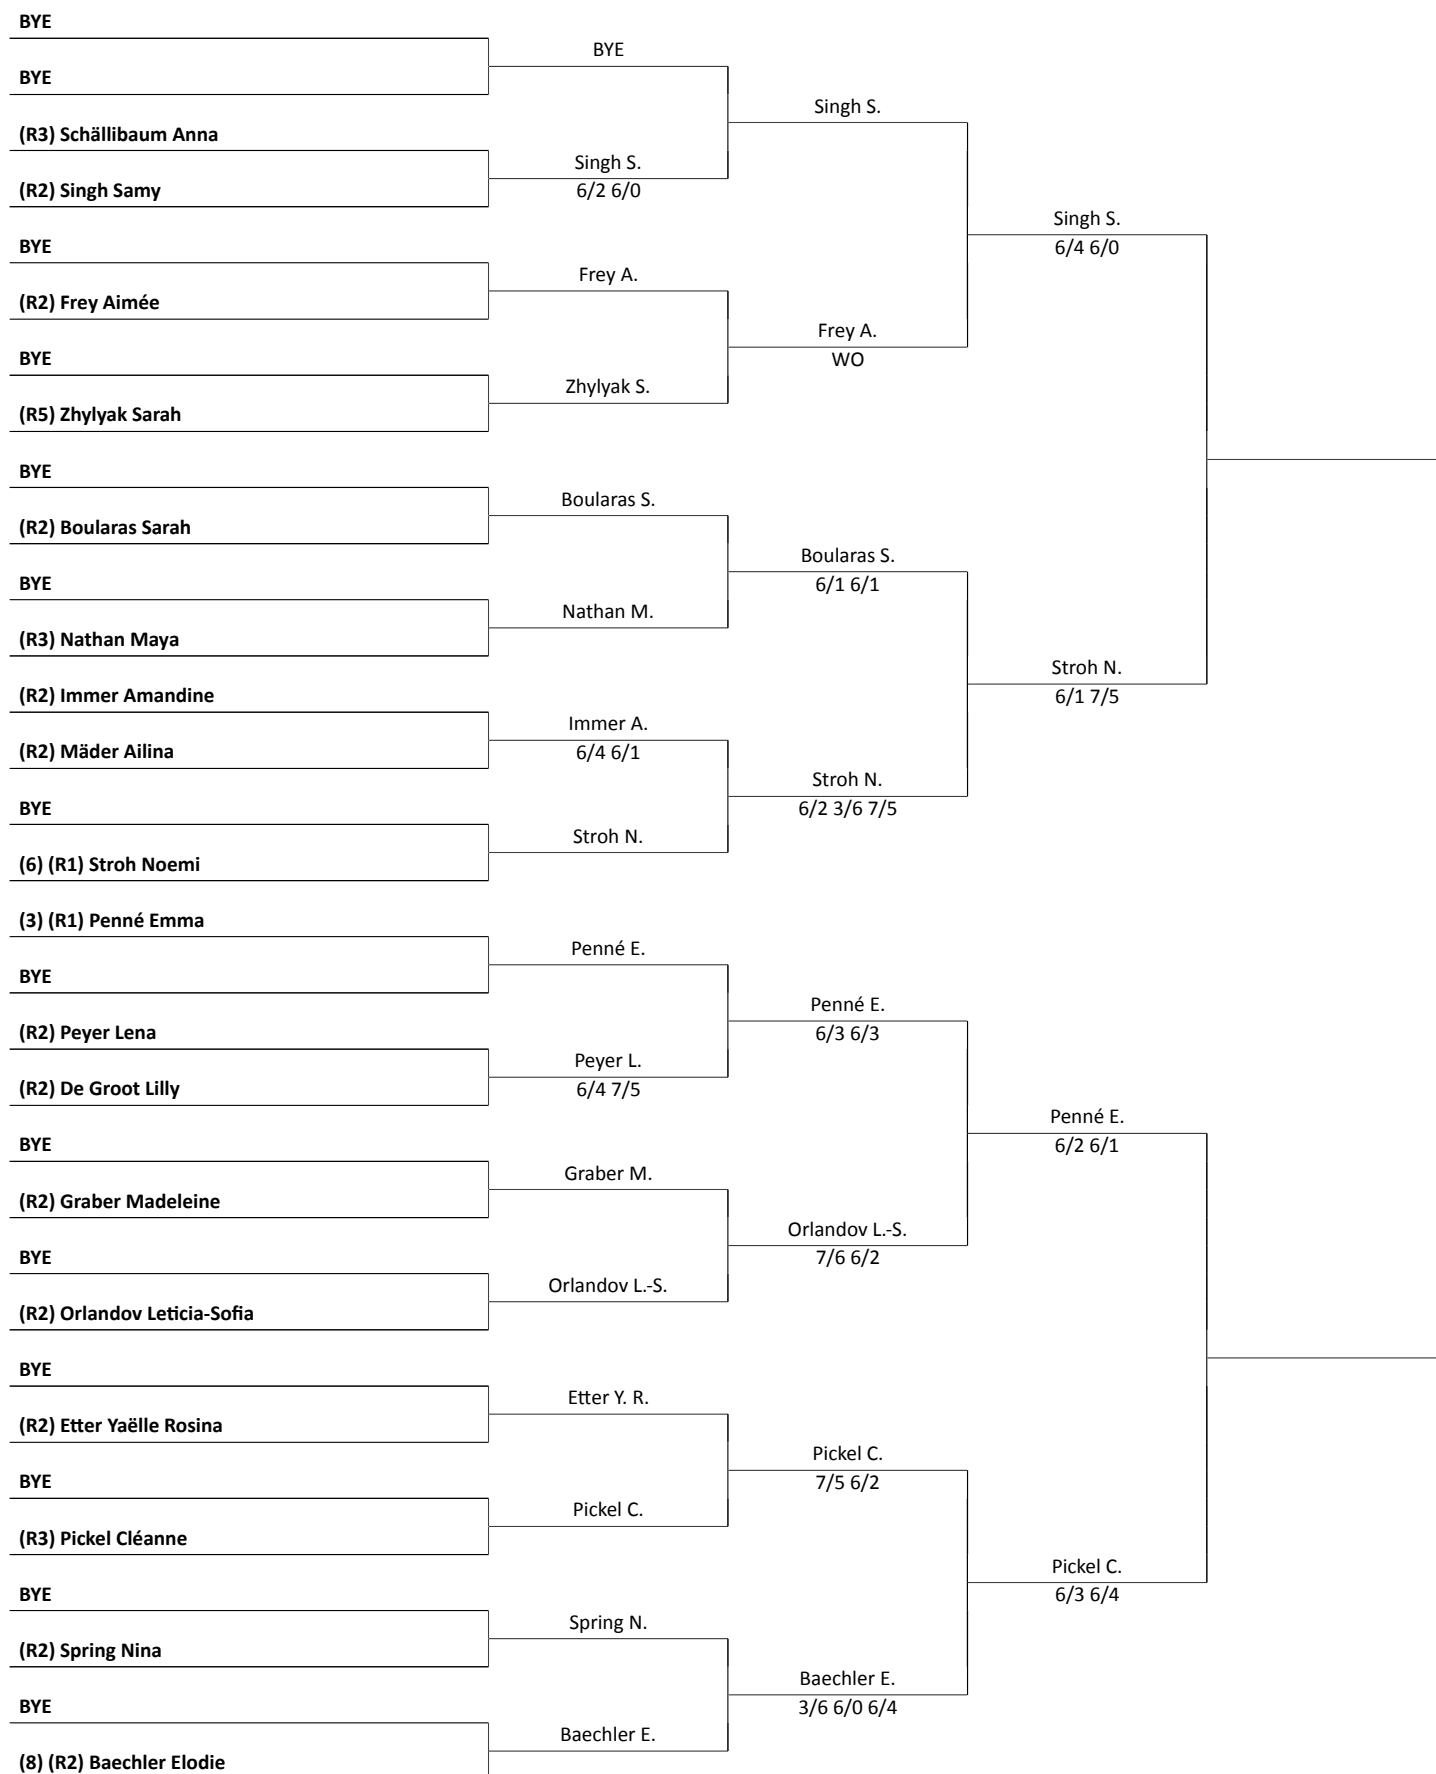 BYE
BYE
BYE
(R3) Schällibaum Anna
Singh S.
Singh S.
6/2 6/0
(R2) Singh Samy
Singh S.
6/4 6/0
BYE
Frey A.
(R2) Frey Aimée
Frey A.
WO
BYE
Zhylyak S.
(R5) Zhylyak Sarah
BYE
Boularas S.
(R2) Boularas Sarah
Boularas S.
6/1 6/1
BYE
Nathan M.
(R3) Nathan Maya
Stroh N.
6/1 7/5
(R2) Immer Amandine
Immer A.
6/4 6/1
(R2) Mäder Ailina
Stroh N.
6/2 3/6 7/5
BYE
Stroh N.
(6) (R1) Stroh Noemi
(3) (R1) Penné Emma
Penné E.
BYE
Penné E.
6/3 6/3
(R2) Peyer Lena
Peyer L.
6/4 7/5
(R2) De Groot Lilly
Penné E.
6/2 6/1
BYE
Graber M.
(R2) Graber Madeleine
Orlandov L.-S.
7/6 6/2
BYE
Orlandov L.-S.
(R2) Orlandov Leticia-Sofia
BYE
Etter Y. R.
(R2) Etter Yaëlle Rosina
Pickel C.
7/5 6/2
BYE
Pickel C.
(R3) Pickel Cléanne
Pickel C.
6/3 6/4
BYE
Spring N.
(R2) Spring Nina
Baechler E.
3/6 6/0 6/4
BYE
Baechler E.
(8) (R2) Baechler Elodie